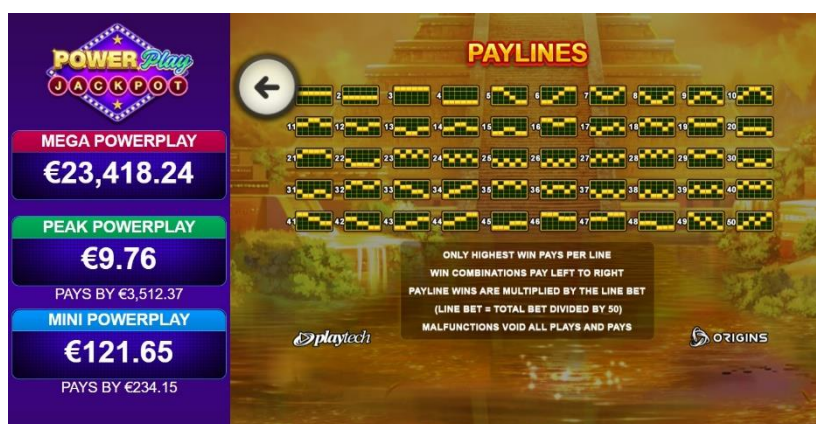 POWER Play
JACKPOT
MEGA POWERPLAY
€23,418.24
PEAK POWERPLAY
€9.76
PAYS BY €3,512.37
MINI POWERPLAY
€121.65
PAYS BY €234.15
PAYLINES
1 2 3 4 5 6 7 8 9 10
11 12 13 14 15 16 17 18 19 20
21 22 23 24 25 26 27 28 29 30
31 32 33 34 35 36 37 38 39 40
41 42 43 44 45 46 47 48 49 50
ONLY HIGHEST WIN PAYS PER LINE
WIN COMBINATIONS PAY LEFT TO RIGHT
PAYLINE WINS ARE MULTIPLIED BY THE LINE BET
(LINE BET = TOTAL BET DIVIDED BY 50)
MALFUNCTIONS VOID ALL PLAYS AND PAYS
playtech
ORIGINS